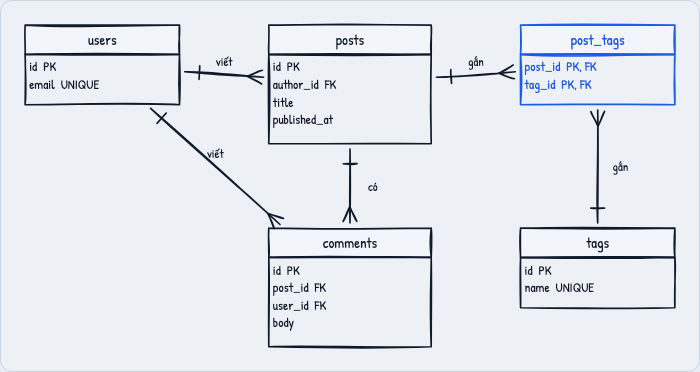 users
id PK
email UNIQUE
viết
posts
id PK
author_id FK
title
published_at
gắn
post_tags
post_id PK, FK
tag_id PK, FK
viết
có
gắn
comments
id PK
post_id FK
user_id FK
body
tags
id PK
name UNIQUE